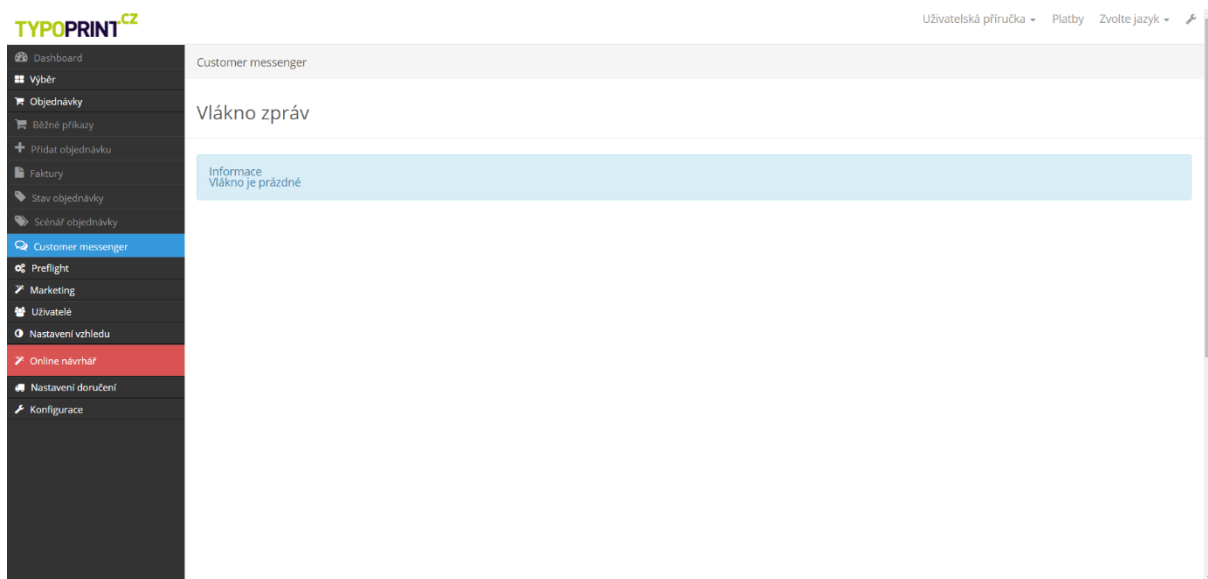 TYPOPRINT.CZ
Uživatelská příručka Platby Zvolte jazyk
Dashboard
Výběr
Objednávky
Běžné příkazy
Přidat objednávku
Faktury
Stav objednávky
Scénář objednávky
Customer messenger
Preflight
Marketing
Uživatelé
Nastavení vzhledu
Online návrhář
Nastavení doručení
Konfigurace
Customer messenger
Vlákno zpráv
Informace
Vlákno je prázdné